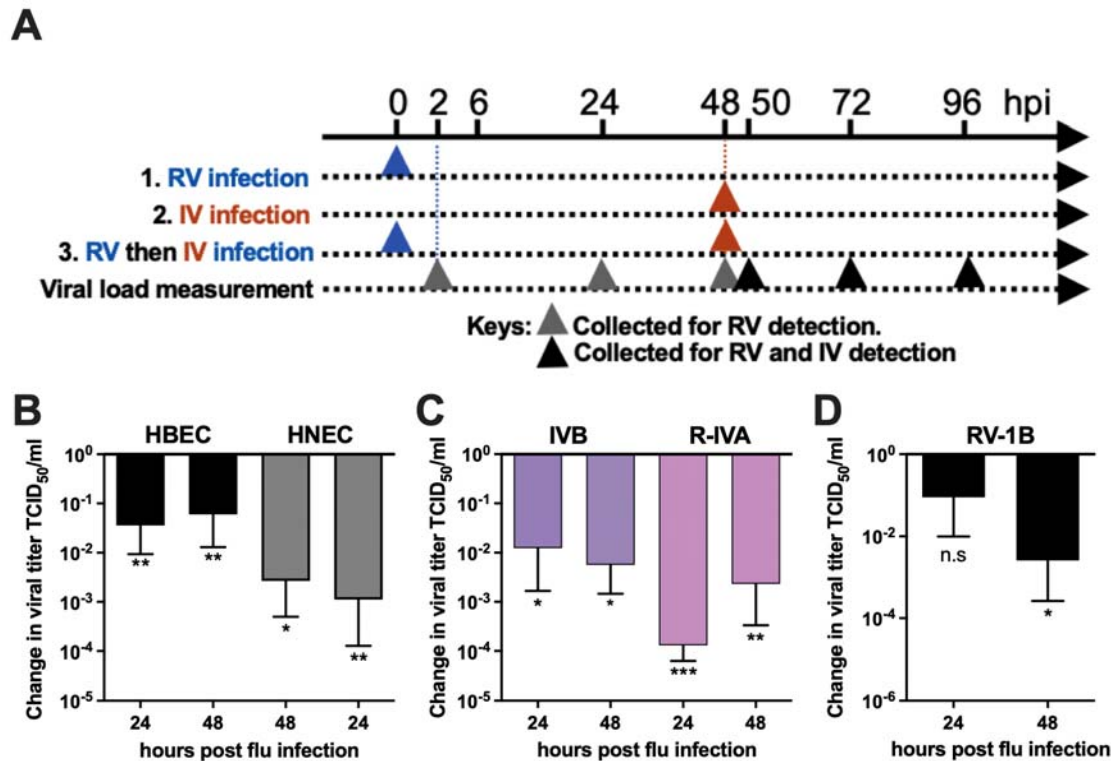 A
0 2 6 24 48 50 72 96 hpi
1. RV infection
2. IV infection
3. RV then IV infection
Viral load measurement
Keys: Collected for RV detection.
Collected for RV and IV detection
B
HBEC HNEC
Change in viral titer TCID50/ml
10^0
10^-1
10^-2
10^-3
10^-4
10^-5
** ** * **
24 48 48 24
hours post flu infection
C
IVB R-IVA
Change in viral titer TCID50/ml
10^0
10^-1
10^-2
10^-3
10^-4
10^-5
* * *** **
24 48 24 48
hours post flu infection
D
RV-1B
Change in viral titer TCID50/ml
10^0
10^-2
10^-4
10^-6
n.s *
24 48
hours post flu infection